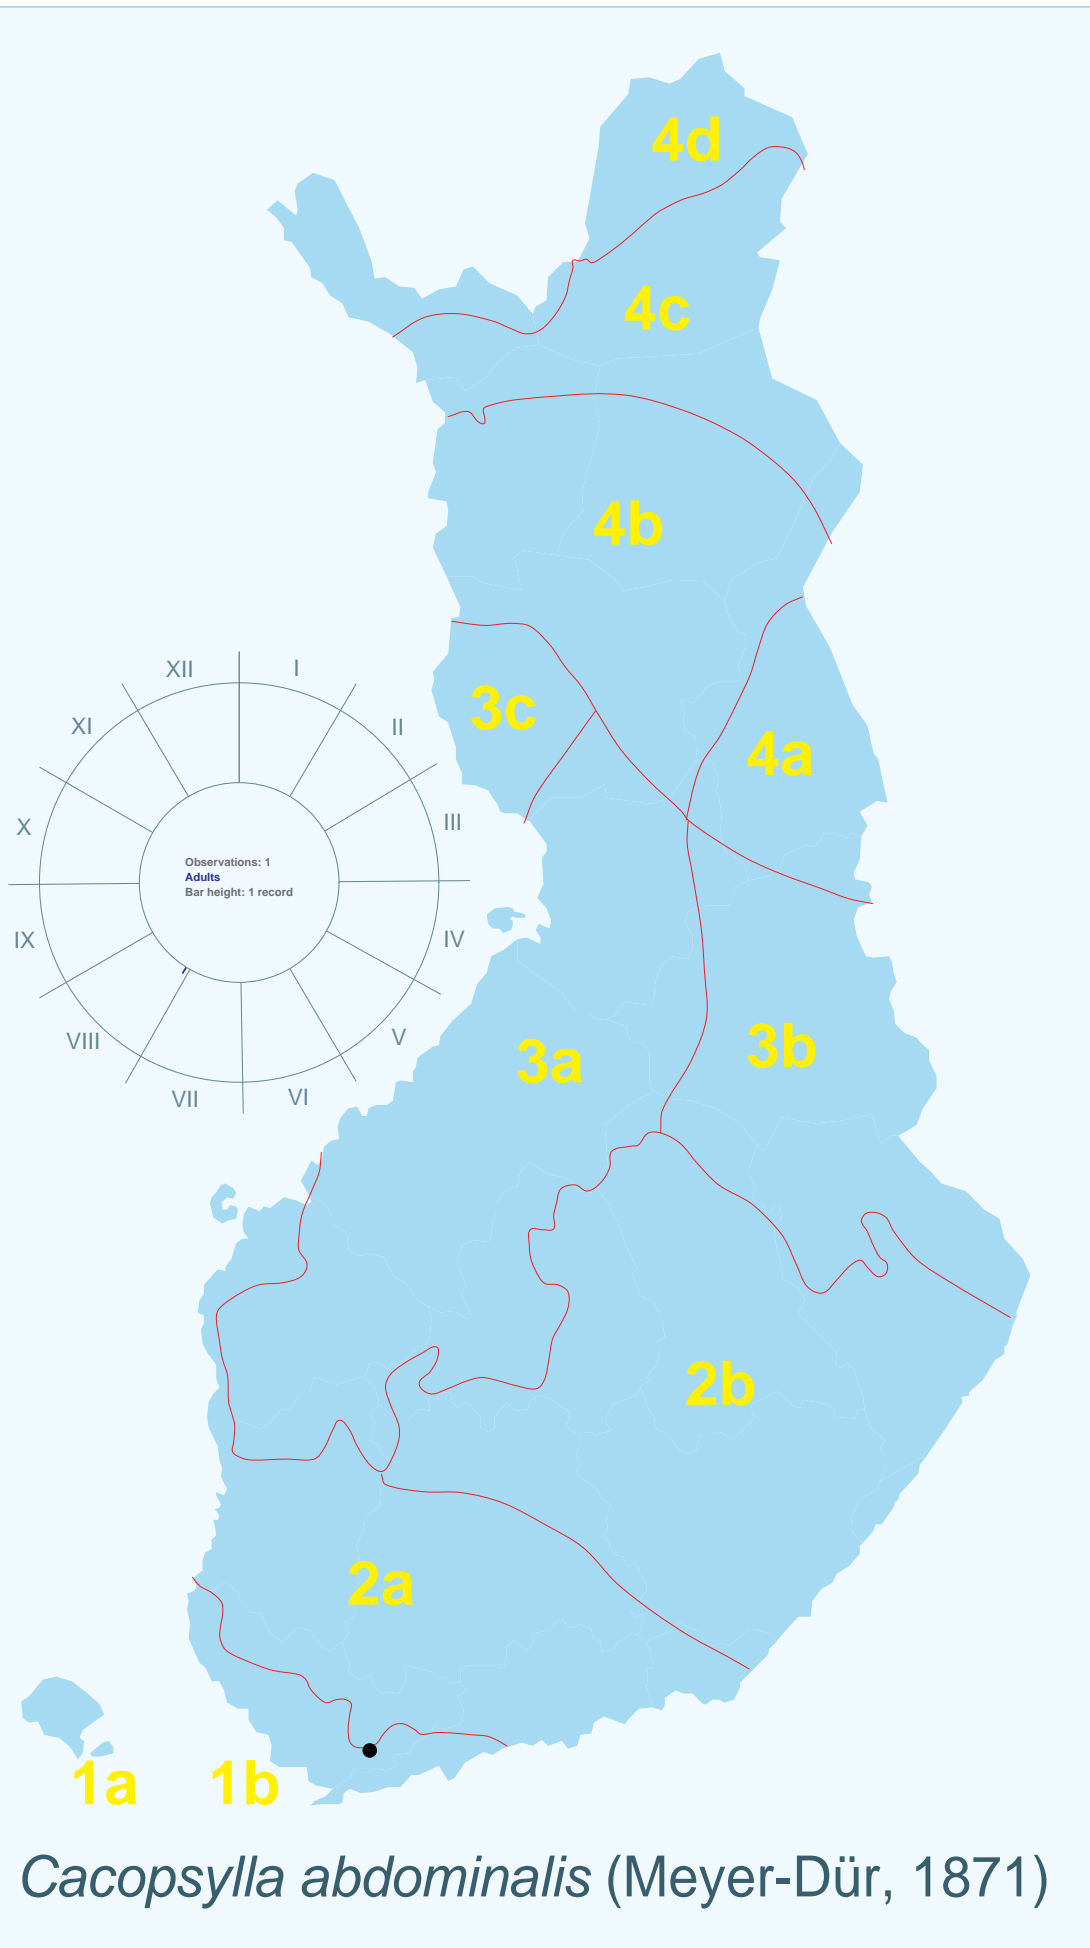 4d
4c
4b
XII
I
XI
II
3c
4a
X
III
Observations: 1
Adults
Bar height: 1 record
IX
IV
VIII
V
VII
VI
3a
3b
2b
2a
1a
1b
Cacopsylla abdominalis (Meyer-Dür, 1871)